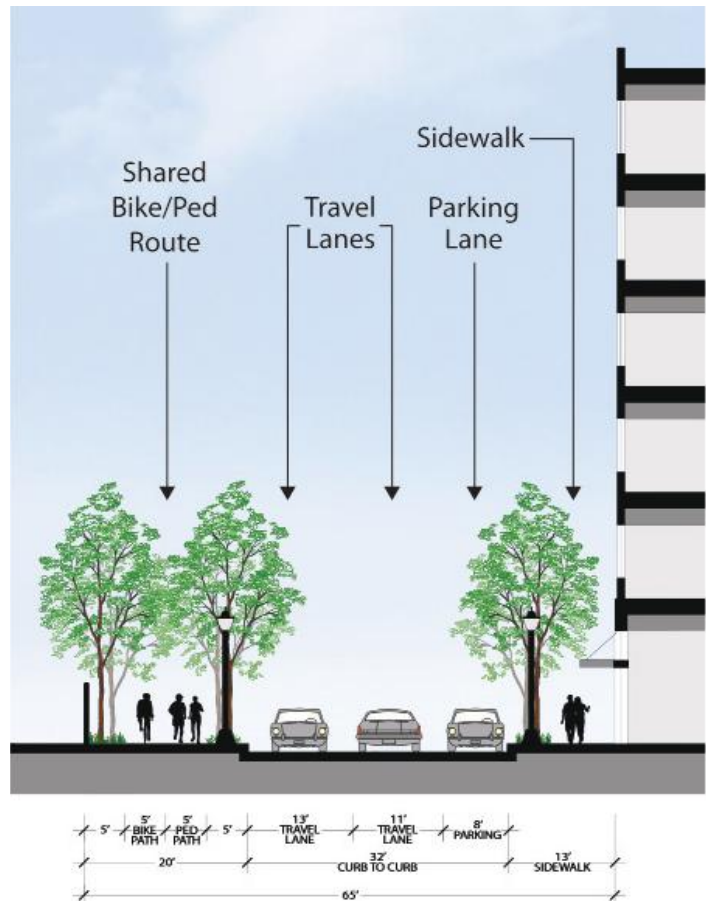 Sidewalk
Shared
Bike/Ped
Route
Travel
Lanes
Parking
Lane
5'
5'
BIKE
PATH
5'
PED
PATH
5'
13'
TRAVEL
LANE
11'
TRAVEL
LANE
8'
PARKING
20'
32'
CURB TO CURB
13'
SIDEWALK
65'